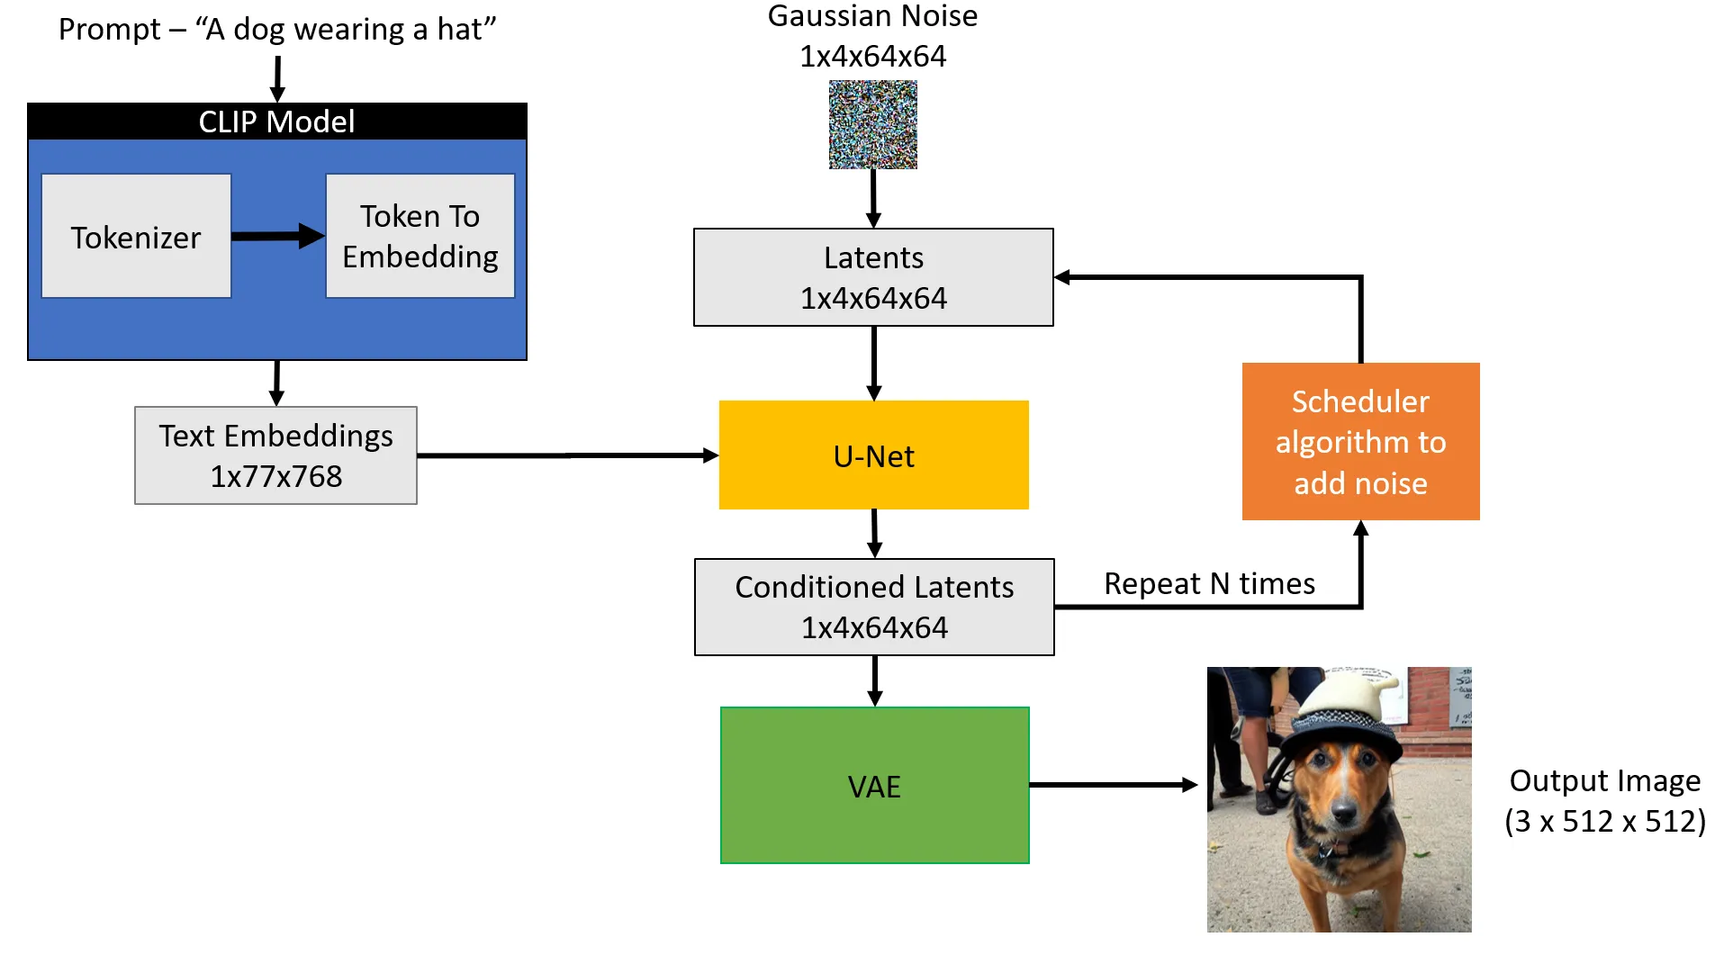 Prompt – “A dog wearing a hat”
CLIP Model
Tokenizer
Token To
Embedding
Text Embeddings
1x77x768
Gaussian Noise
1x4x64x64
Latents
1x4x64x64
U-Net
Conditioned Latents
1x4x64x64
Repeat N times
Scheduler
algorithm to
add noise
VAE
Output Image
(3 x 512 x 512)